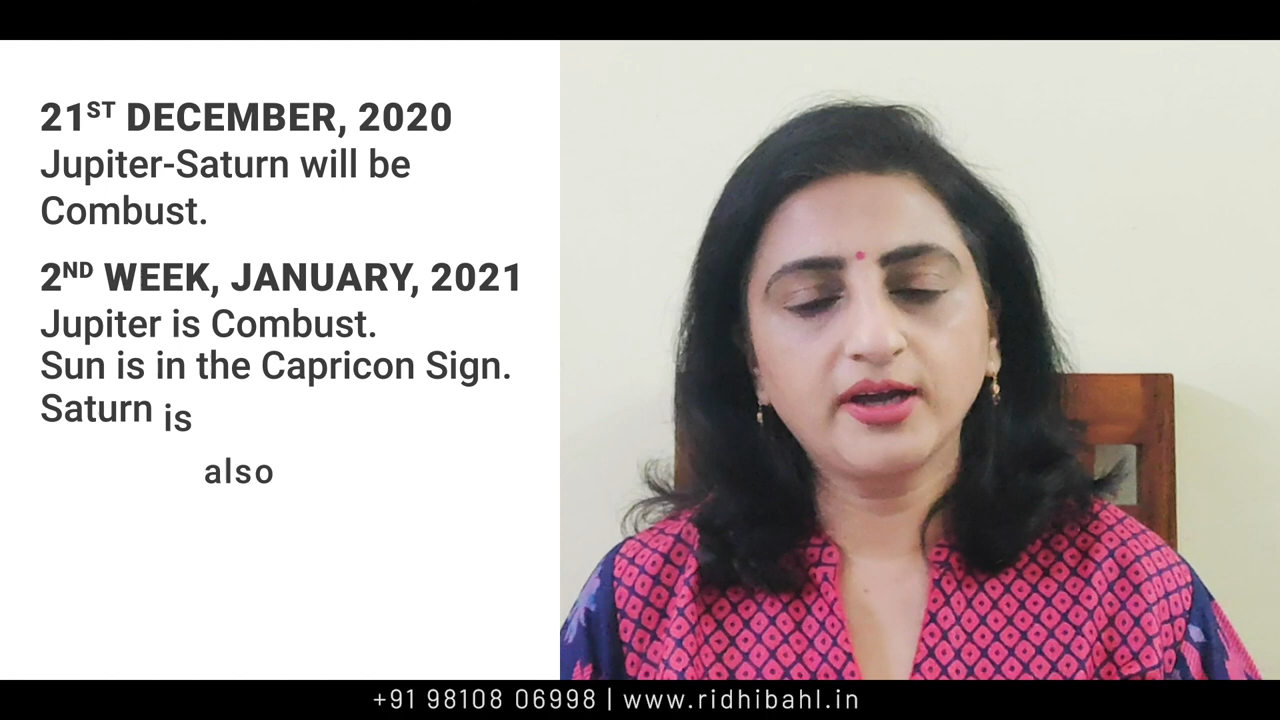 21ST DECEMBER, 2020
Jupiter-Saturn will be
Combust.
2ND WEEK, JANUARY, 2021
Jupiter is Combust.
Sun is in the Capricon Sign.
Saturn is
also
+91 98108 06998 | www.ridhibahl.in